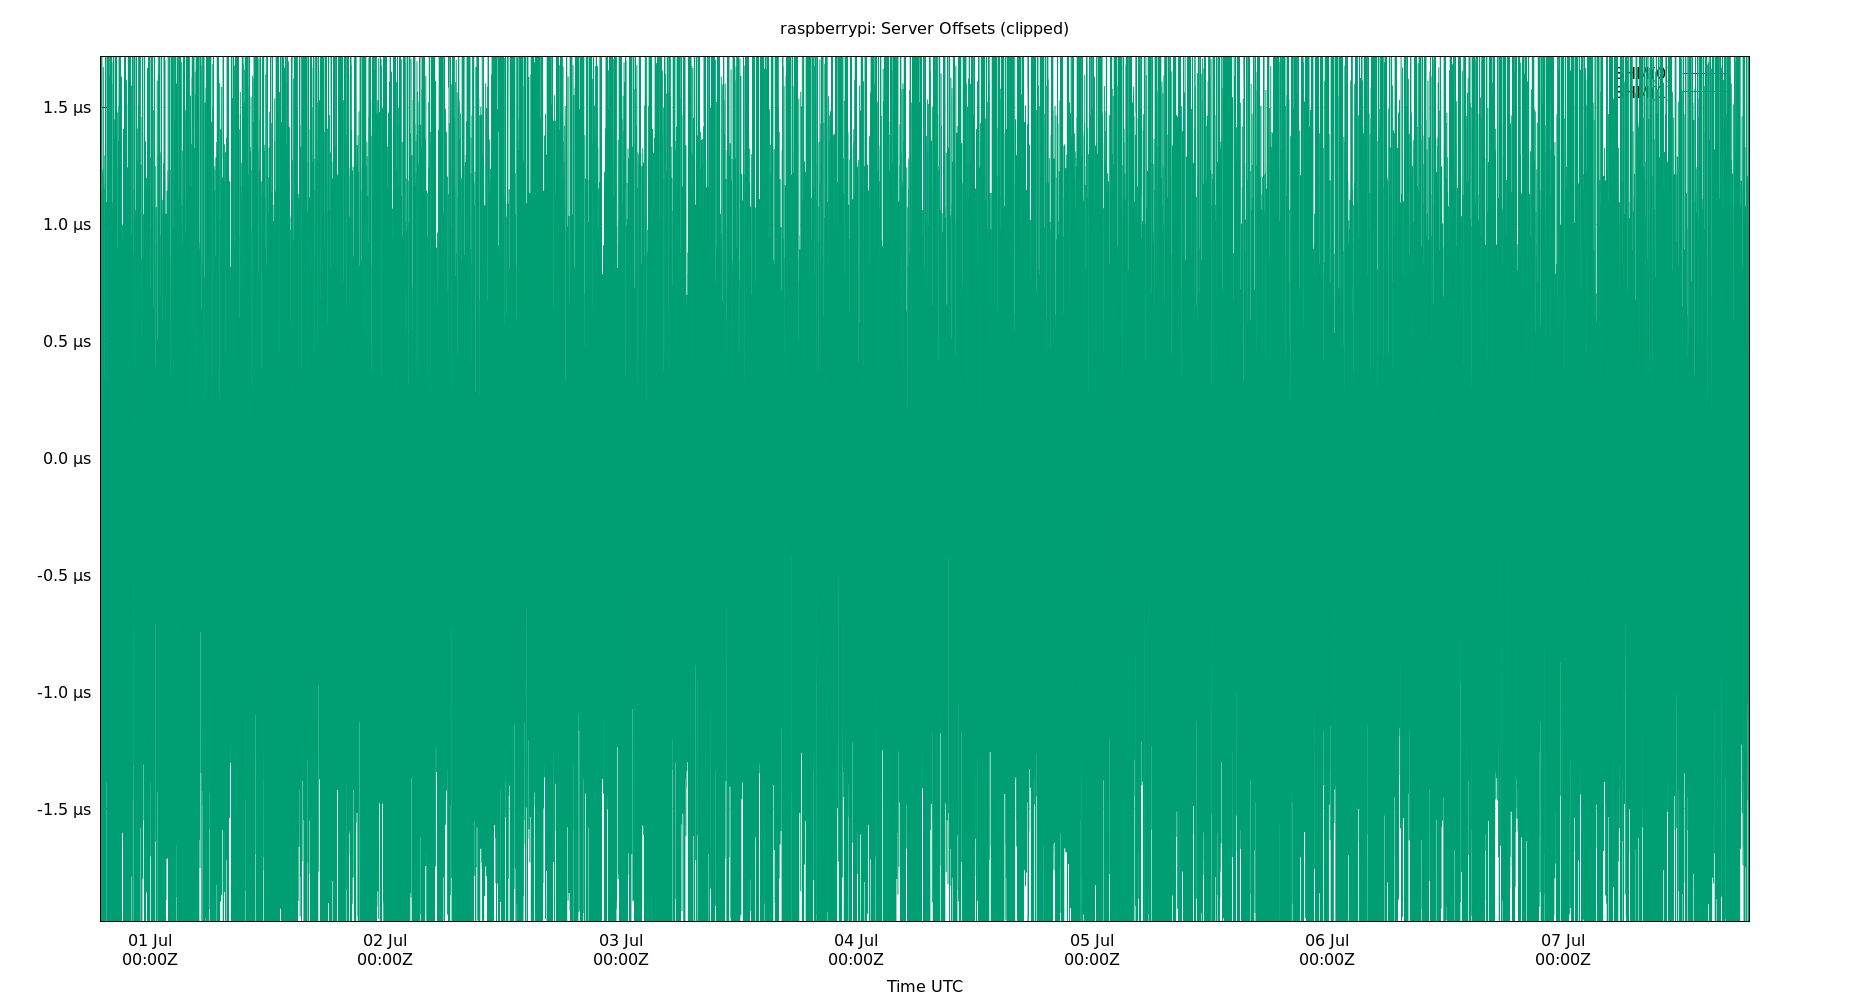 raspberrypi: Server Offsets (clipped)
1.5 µs
1.0 µs
0.5 µs
0.0 µs
-0.5 µs
-1.0 µs
-1.5 µs
01 Jul
00:00Z
02 Jul
00:00Z
03 Jul
00:00Z
04 Jul
00:00Z
05 Jul
00:00Z
06 Jul
00:00Z
07 Jul
00:00Z
Time UTC